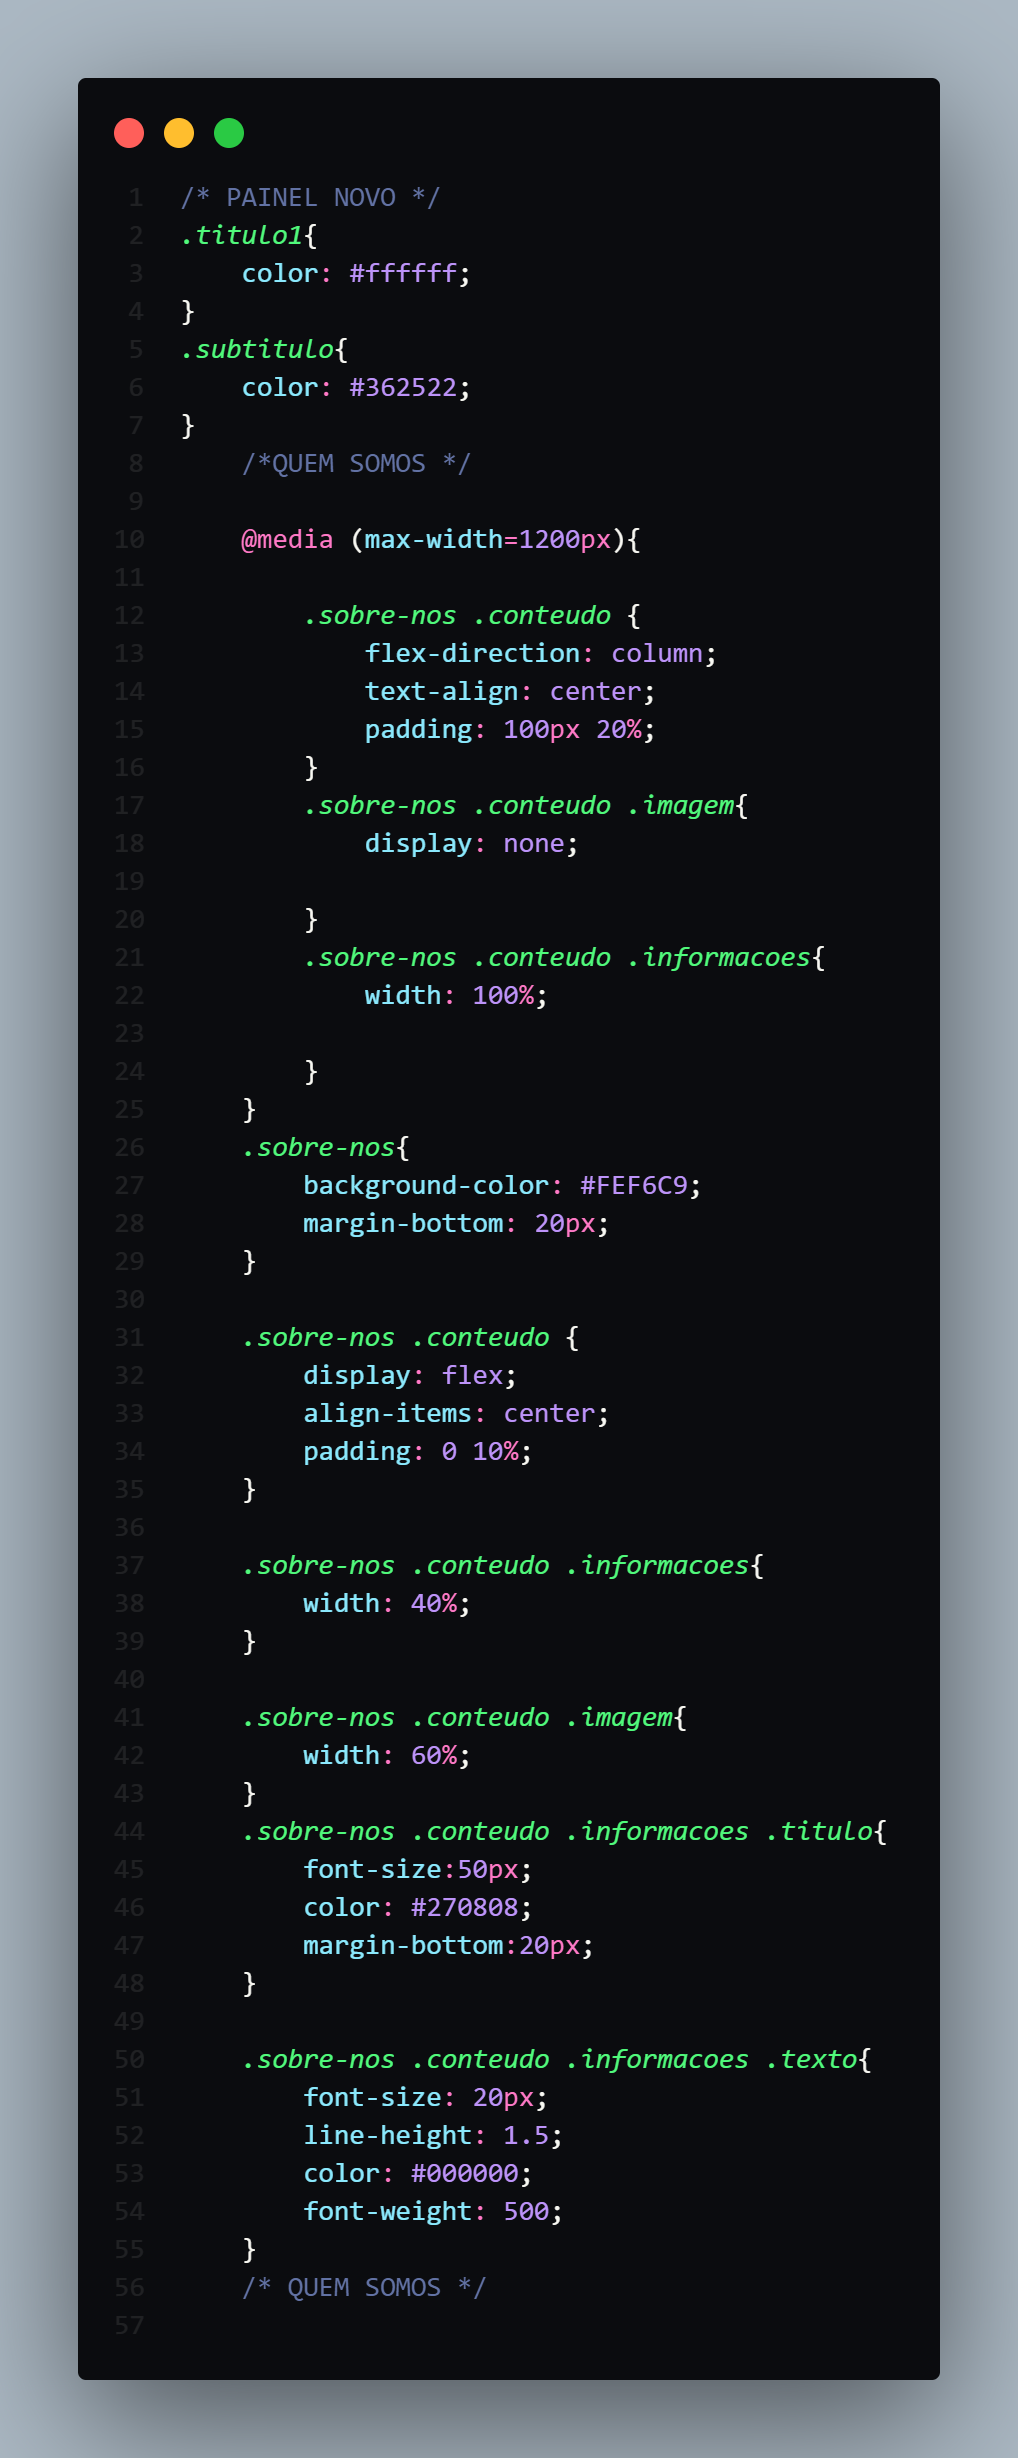 1 /* PAINEL NOVO */
2 .titulo1{
3     color: #ffffff;
4 }
5 .subtitulo{
6     color: #362522;
7 }
8     /*QUEM SOMOS */
9
10     @media (max-width=1200px){
11
12         .sobre-nos .conteudo {
13             flex-direction: column;
14             text-align: center;
15             padding: 100px 20%;
16         }
17         .sobre-nos .conteudo .imagem{
18             display: none;
19
20         }
21         .sobre-nos .conteudo .informacoes{
22             width: 100%;
23
24         }
25     }
26     .sobre-nos{
27         background-color: #FEF6C9;
28         margin-bottom: 20px;
29     }
30
31     .sobre-nos .conteudo {
32         display: flex;
33         align-items: center;
34         padding: 0 10%;
35     }
36
37     .sobre-nos .conteudo .informacoes{
38         width: 40%;
39     }
40
41     .sobre-nos .conteudo .imagem{
42         width: 60%;
43     }
44     .sobre-nos .conteudo .informacoes .titulo{
45         font-size:50px;
46         color: #270808;
47         margin-bottom:20px;
48     }
49
50     .sobre-nos .conteudo .informacoes .texto{
51         font-size: 20px;
52         line-height: 1.5;
53         color: #000000;
54         font-weight: 500;
55     }
56     /* QUEM SOMOS */
57